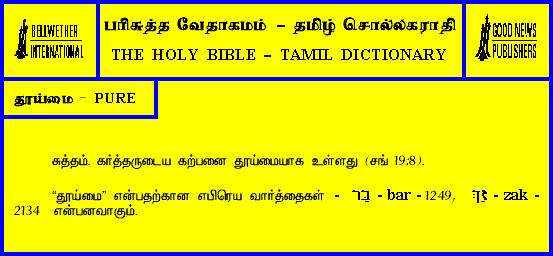 BELLWETHER
INTERNATIONAL
பரிசுத்த வேதாகமம் - தமிழ் சொல்லகராதி
THE HOLY BIBLE - TAMIL DICTIONARY
GOOD NEWS
PUBLISHERS
தூய்மை - PURE
சுத்தம். கர்த்தருடைய கற்பனை தூய்மையாக உள்ளது (சங் 19:8).
“தூய்மை” என்பதற்கான எபிரெய வார்த்தைகள் - בַּר - bar - 1249, זַךְ - zak -
2134 என்பனவாகும்.